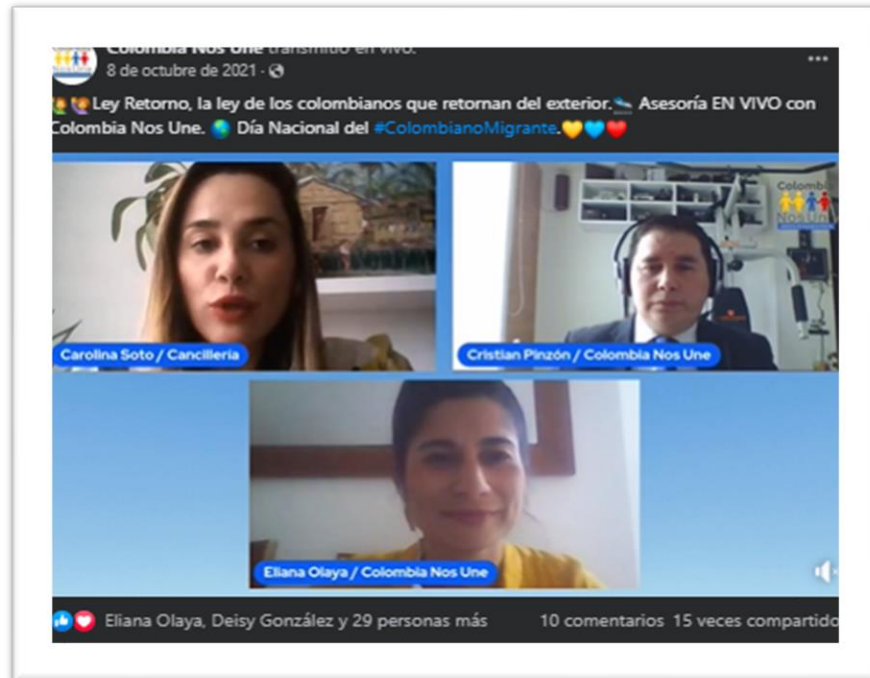 Colombia Nos Une transmitió en vivo.
8 de octubre de 2021 ·
Ley Retorno, la ley de los colombianos que retornan del exterior. Asesoría EN VIVO con
Colombia Nos Une. Día Nacional del #ColombianoMigrante.
Colombia
Nos Une
Carolina Soto / Cancillería
Cristian Pinzón / Colombia Nos Une
Eliana Olaya / Colombia Nos Une
Eliana Olaya, Deisy González y 29 personas más 10 comentarios 15 veces compartido